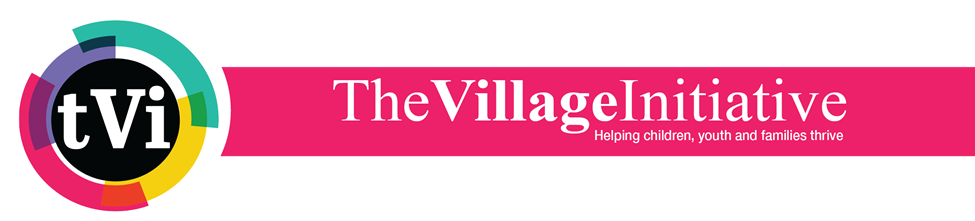 tVi
TheVillageInitiative
Helping children, youth and families thrive